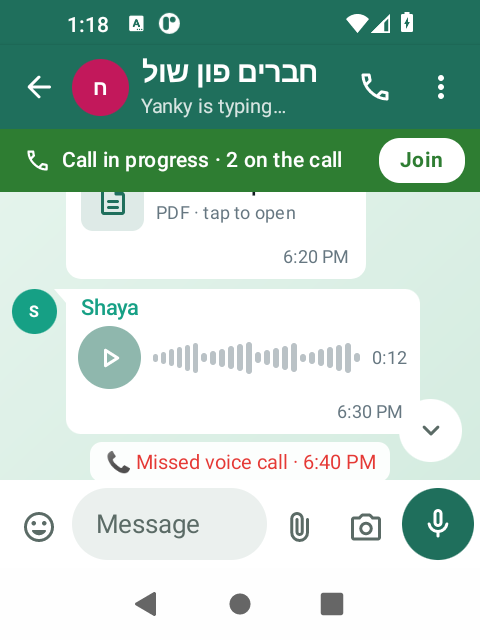 1:18
חברים פון שול
ח
Yanky is typing...
Call in progress · 2 on the call
Join
PDF · tap to open
6:20 PM
S
Shaya
0:12
6:30 PM
Missed voice call · 6:40 PM
Message